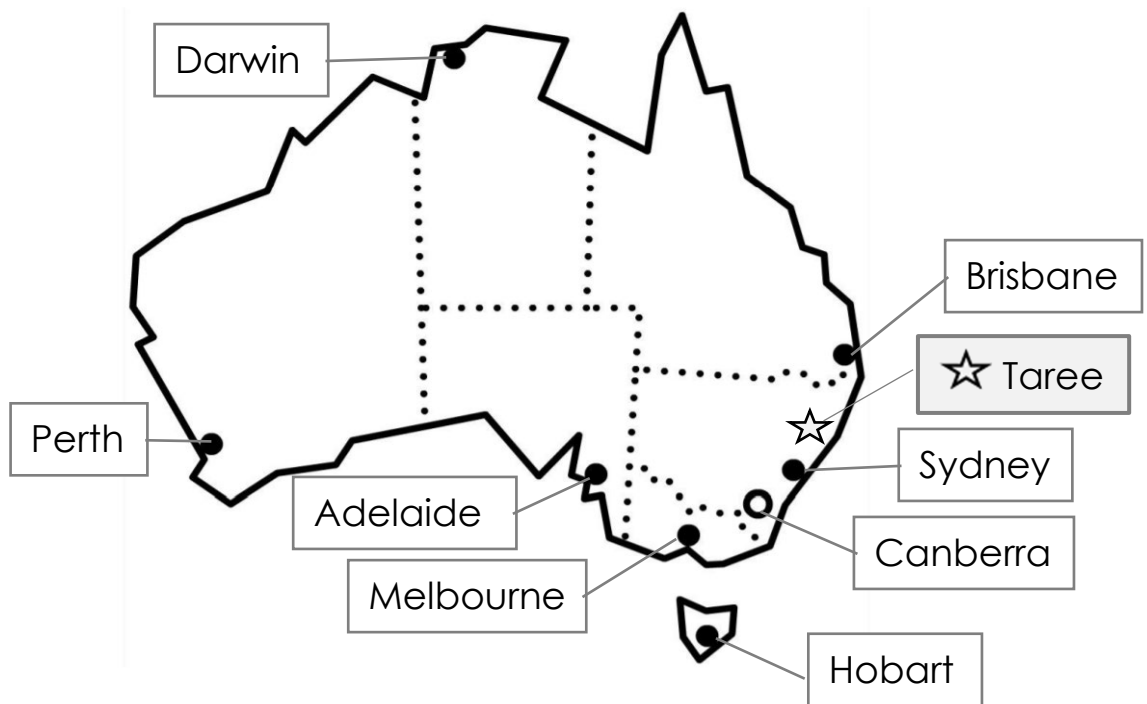 Darwin
Brisbane
Taree
Perth
Sydney
Adelaide
Canberra
Melbourne
Hobart